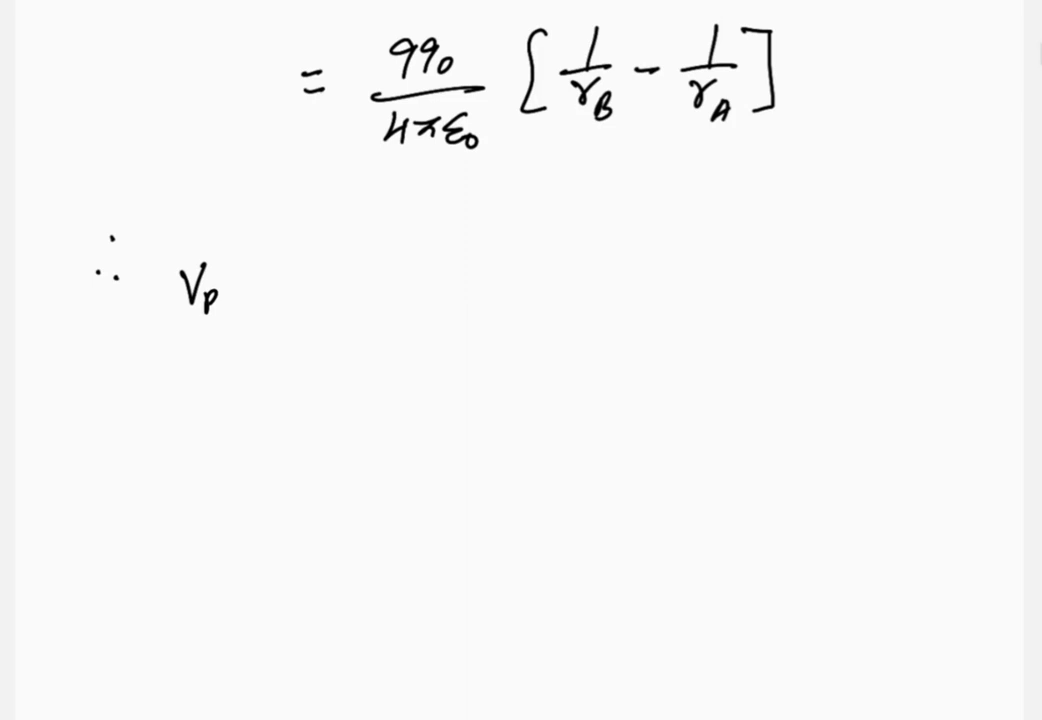 = qq₀/4πε₀ [1/r_B - 1/r_A]
∴ V_P